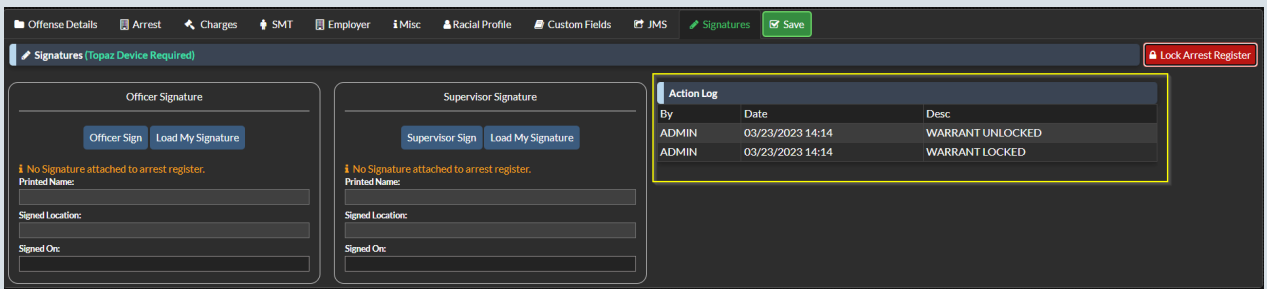 Offense Details Arrest Charges SMT Employer Misc Racial Profile Custom Fields JMS Signatures Save
Signatures (Topaz Device Required) Lock Arrest Register
Officer Signature
Officer Sign Load My Signature
No Signature attached to arrest register.
Printed Name:
Signed Location:
Signed On:
Supervisor Signature
Supervisor Sign Load My Signature
No Signature attached to arrest register.
Printed Name:
Signed Location:
Signed On:
Action Log
By Date Desc
ADMIN 03/23/2023 14:14 WARRANT UNLOCKED
ADMIN 03/23/2023 14:14 WARRANT LOCKED